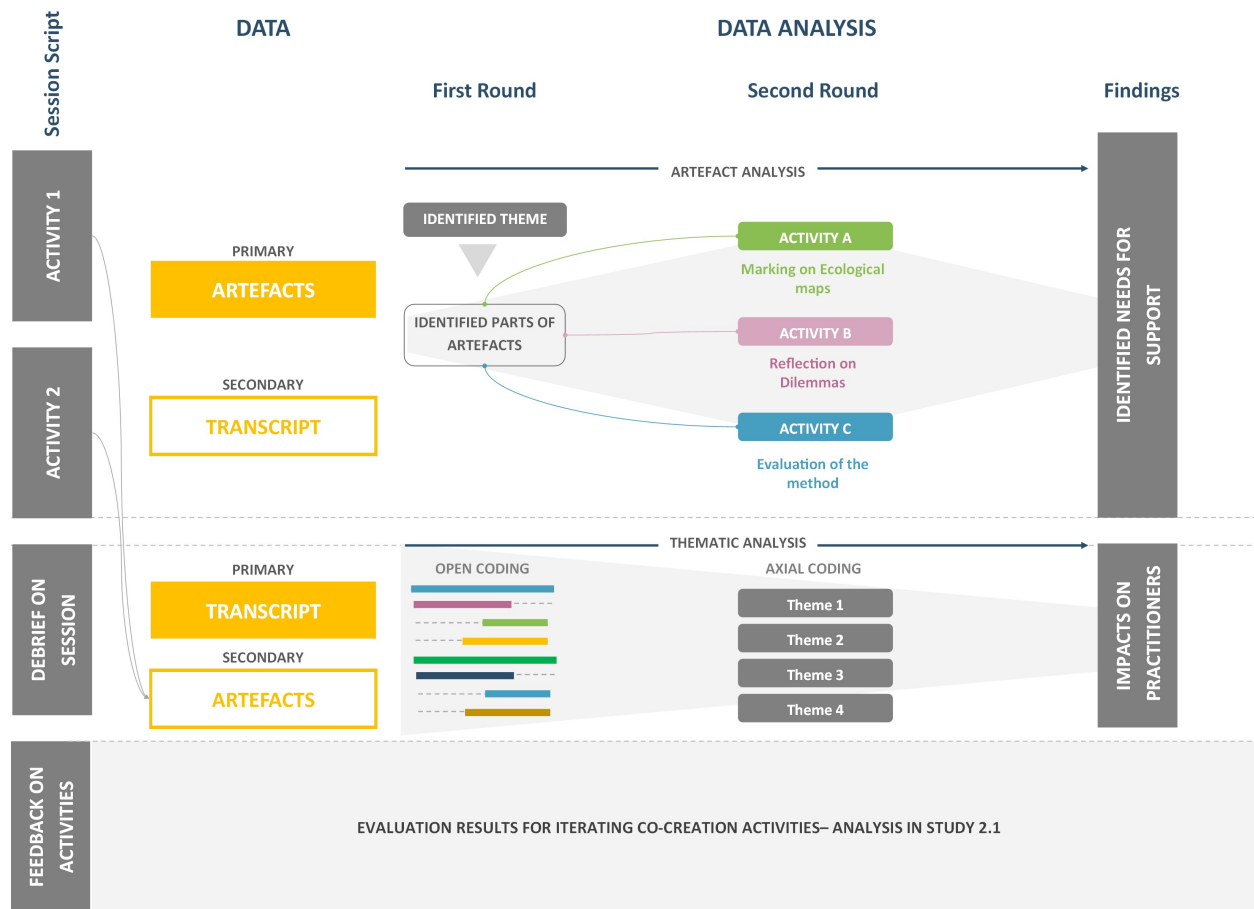 Session Script
DATA
DATA ANALYSIS
First Round
Second Round
Findings
ACTIVITY 1
ACTIVITY 2
PRIMARY
ARTEFACTS
SECONDARY
TRANSCRIPT
ARTEFACT ANALYSIS
IDENTIFIED THEME
IDENTIFIED PARTS OF
ARTEFACTS
ACTIVITY A
Marking on Ecological
maps
ACTIVITY B
Reflection on
Dilemmas
ACTIVITY C
Evaluation of the
method
IDENTIFIED NEEDS FOR
SUPPORT
DEBRIEF ON
SESSION
PRIMARY
TRANSCRIPT
SECONDARY
ARTEFACTS
THEMATIC ANALYSIS
OPEN CODING
AXIAL CODING
Theme 1
Theme 2
Theme 3
Theme 4
IMPACTS ON
PRACTITIONERS
FEEDBACK ON
ACTIVITIES
EVALUATION RESULTS FOR ITERATING CO-CREATION ACTIVITIES– ANALYSIS IN STUDY 2.1